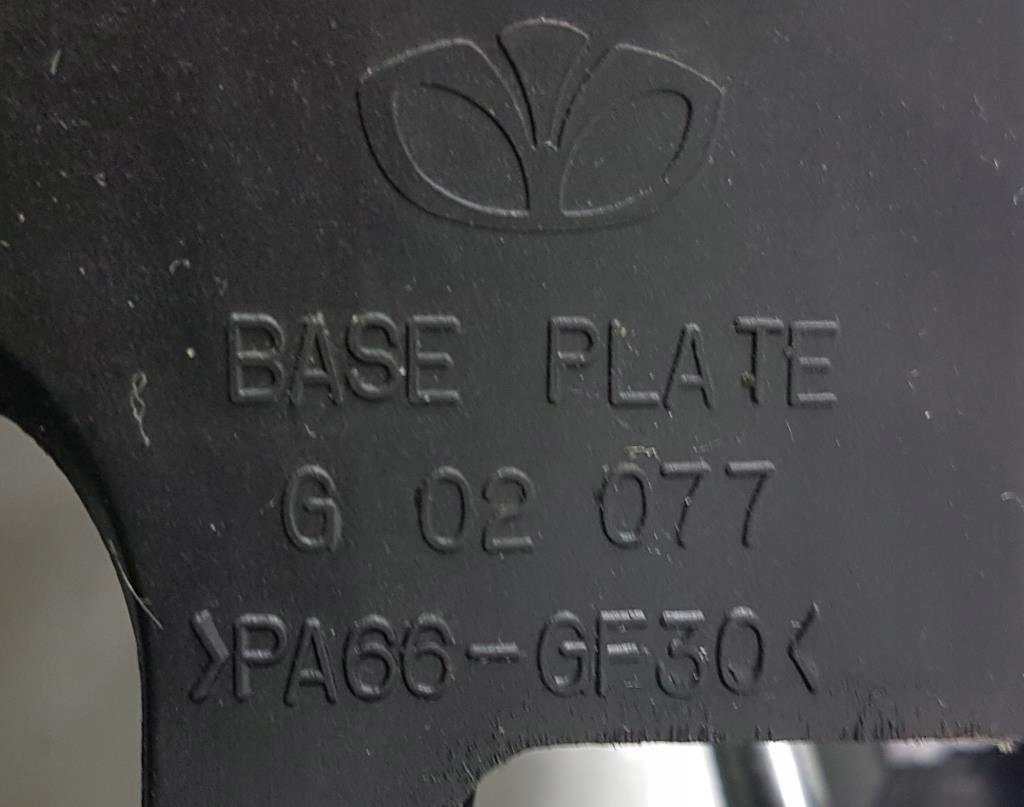 BASE PLATE
G 02 077
>PA66-GF30<